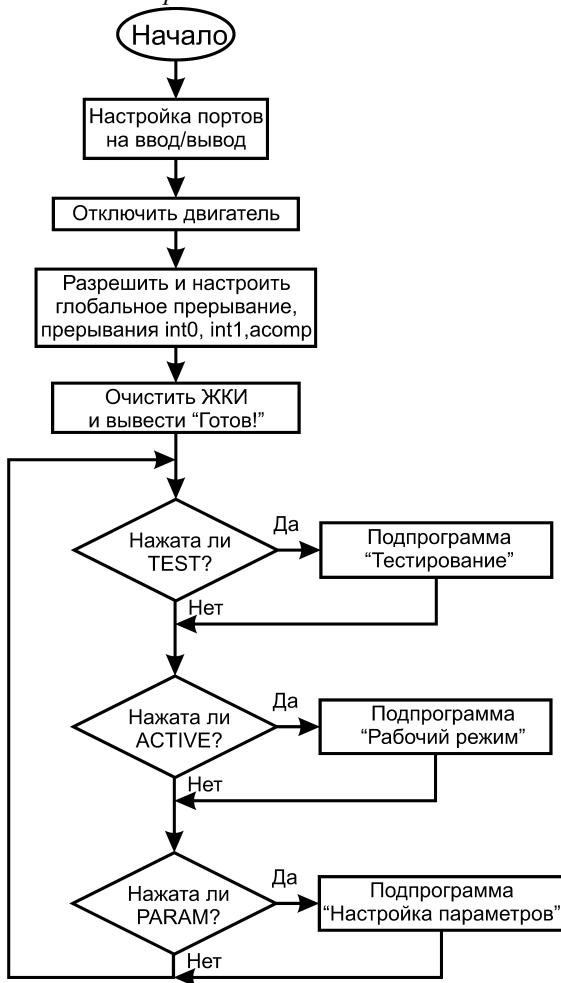 Начало
Настройка портов
на ввод/вывод
Отключить двигатель
Разрешить и настроить
глобальное прерывание,
прерывания int0, int1,acomp
Очистить ЖКИ
и вывести “Готов!”
Нажата ли
TEST?
Да
Подпрограмма
“Тестирование”
Нет
Нажата ли
ACTIVE?
Да
Подпрограмма
“Рабочий режим”
Нет
Нажата ли
PARAM?
Да
Подпрограмма
“Настройка параметров”
Нет